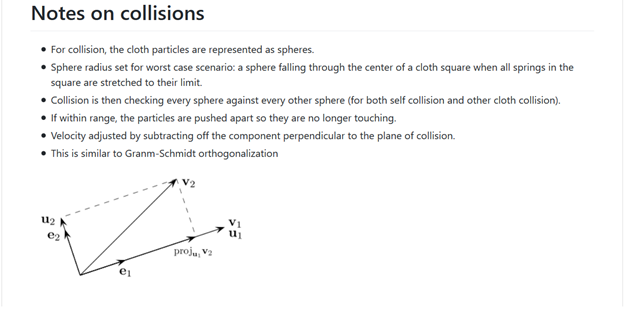 Notes on collisions
• For collision, the cloth particles are represented as spheres.
• Sphere radius set for worst case scenario: a sphere falling through the center of a cloth square when all springs in the
square are stretched to their limit.
• Collision is then checking every sphere against every other sphere (for both self collision and other cloth collision).
• If within range, the particles are pushed apart so they are no longer touching.
• Velocity adjusted by subtracting off the component perpendicular to the plane of collision.
• This is similar to Granm-Schmidt orthogonalization
v₂
u₂
e₂
v₁
u₁
proj_u₁ v₂
e₁